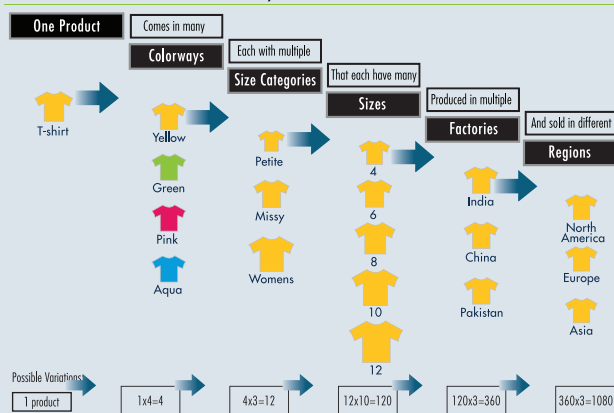 One Product
Comes in many
Colorways
Each with multiple
Size Categories
That each have many
Sizes
Produced in multiple
Factories
And sold in different
Regions
T-shirt
Yellow
Green
Pink
Aqua
Petite
Missy
Womens
4
6
8
10
12
India
China
Pakistan
North
America
Europe
Asia
Possible Variations:
1 product
1x4=4
4x3=12
12x10=120
120x3=360
360x3=1080